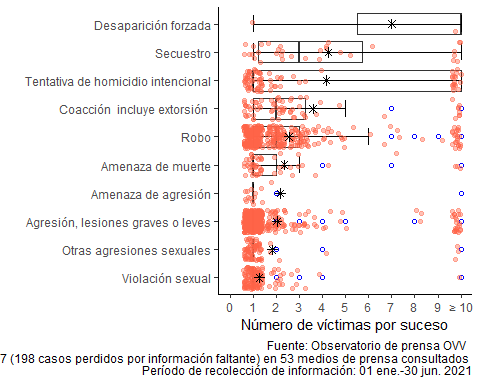 Desaparición forzada
Secuestro
Tentativa de homicidio intencional
Coacción incluye extorsión
Robo
Amenaza de muerte
Amenaza de agresión
Agresión, lesiones graves o leves
Otras agresiones sexuales
Violación sexual
0 1 2 3 4 5 6 7 8 9 ≥ 10
Número de víctimas por suceso
Fuente: Observatorio de prensa OVV
7 (198 casos perdidos por información faltante) en 53 medios de prensa consultados
Período de recolección de información: 01 ene.-30 jun. 2021